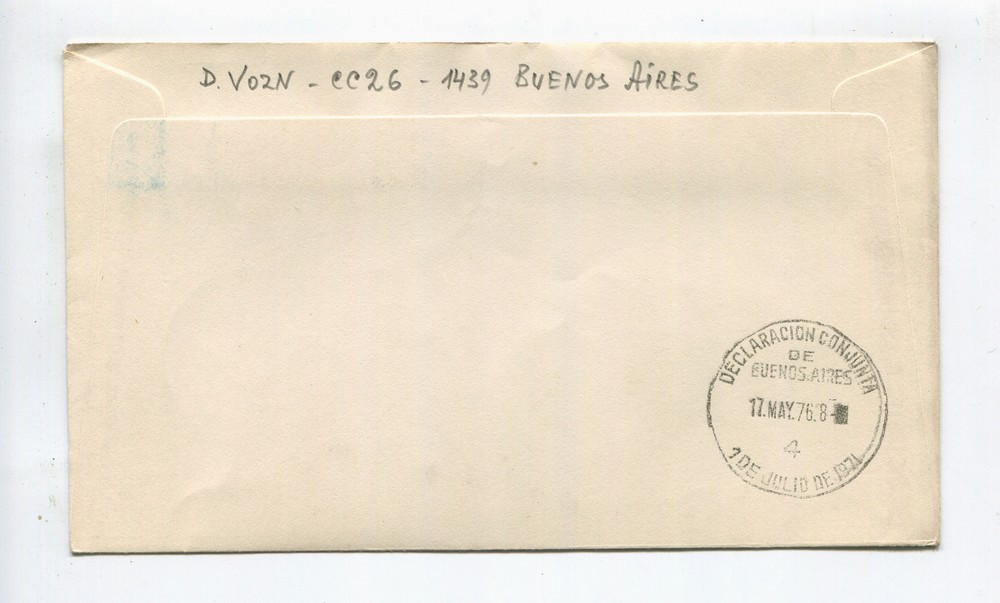 D. VOZN - CC26 - 1439 BUENOS AIRES
DECLARACION CONJUNTA
DE
BUENOS.AIRES
17.MAY.76.8-
4
1 DE JULIO DE 1971